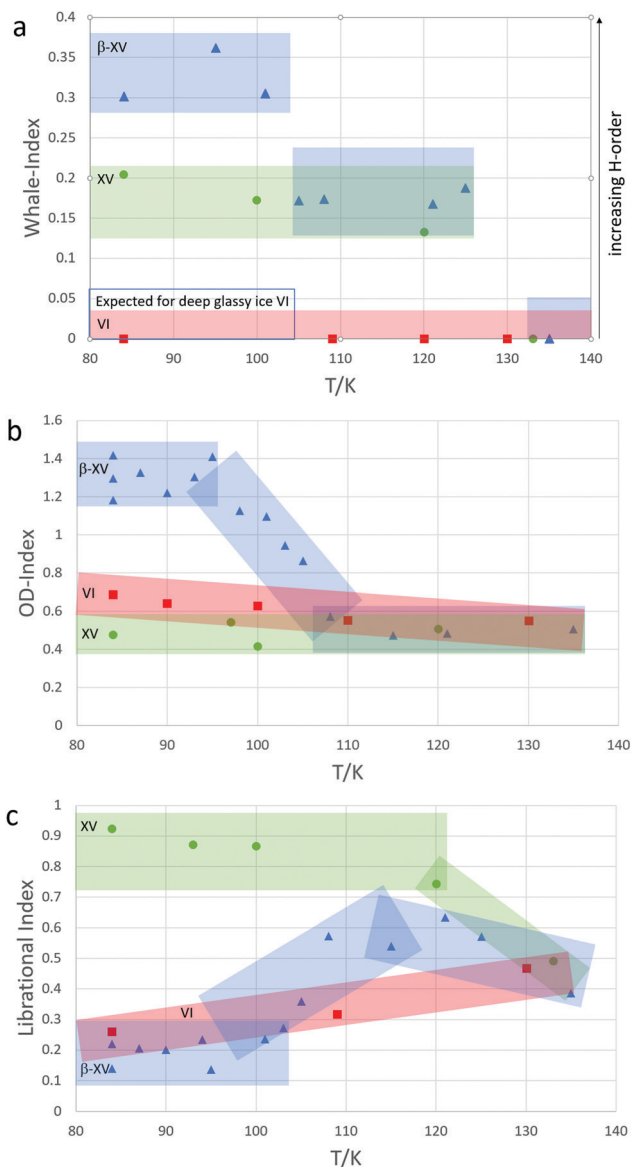 a
0.4
0.35
0.3
0.25
0.2
0.15
0.1
0.05
0
Whale-Index
β-XV
XV
Expected for deep glassy ice VI
VI
increasing H-order
80 90 100 110 120 130 140
T/K
b
1.6
1.4
1.2
1
0.8
0.6
0.4
0.2
0
OD-Index
β-XV
VI
XV
80 90 100 110 120 130 140
T/K
c
1
0.9
0.8
0.7
0.6
0.5
0.4
0.3
0.2
0.1
0
Librational Index
XV
VI
β-XV
80 90 100 110 120 130 140
T/K